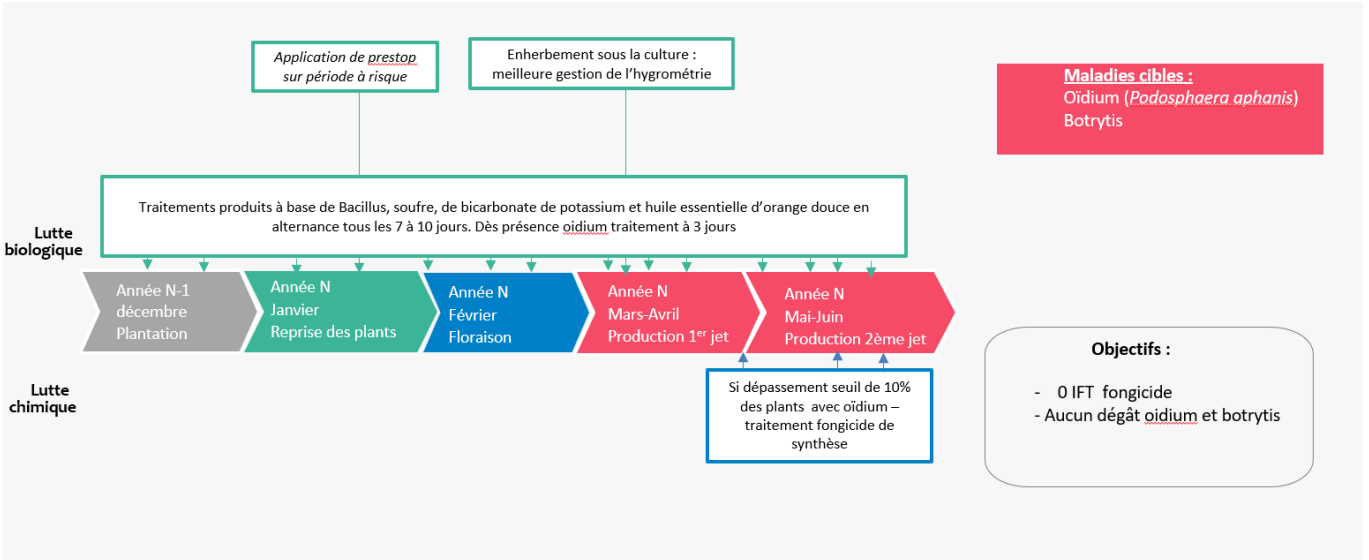 Application de prestop
sur période à risque
Enherbement sous la culture :
meilleure gestion de l’hygrométrie
Maladies cibles :
Oïdium (Podosphaera aphanis)
Botrytis
Traitements produits à base de Bacillus, soufre, de bicarbonate de potassium et huile essentielle d’orange douce en
alternance tous les 7 à 10 jours. Dès présence oidium traitement à 3 jours
Lutte
biologique
Année N-1
décembre
Plantation
Année N
Janvier
Reprise des plants
Année N
Février
Floraison
Année N
Mars-Avril
Production 1er jet
Année N
Mai-Juin
Production 2ème jet
Lutte
chimique
Si dépassement seuil de 10%
des plants avec oïdium –
traitement fongicide de
synthèse
Objectifs :
- 0 IFT fongicide
- Aucun dégât oidium et botrytis